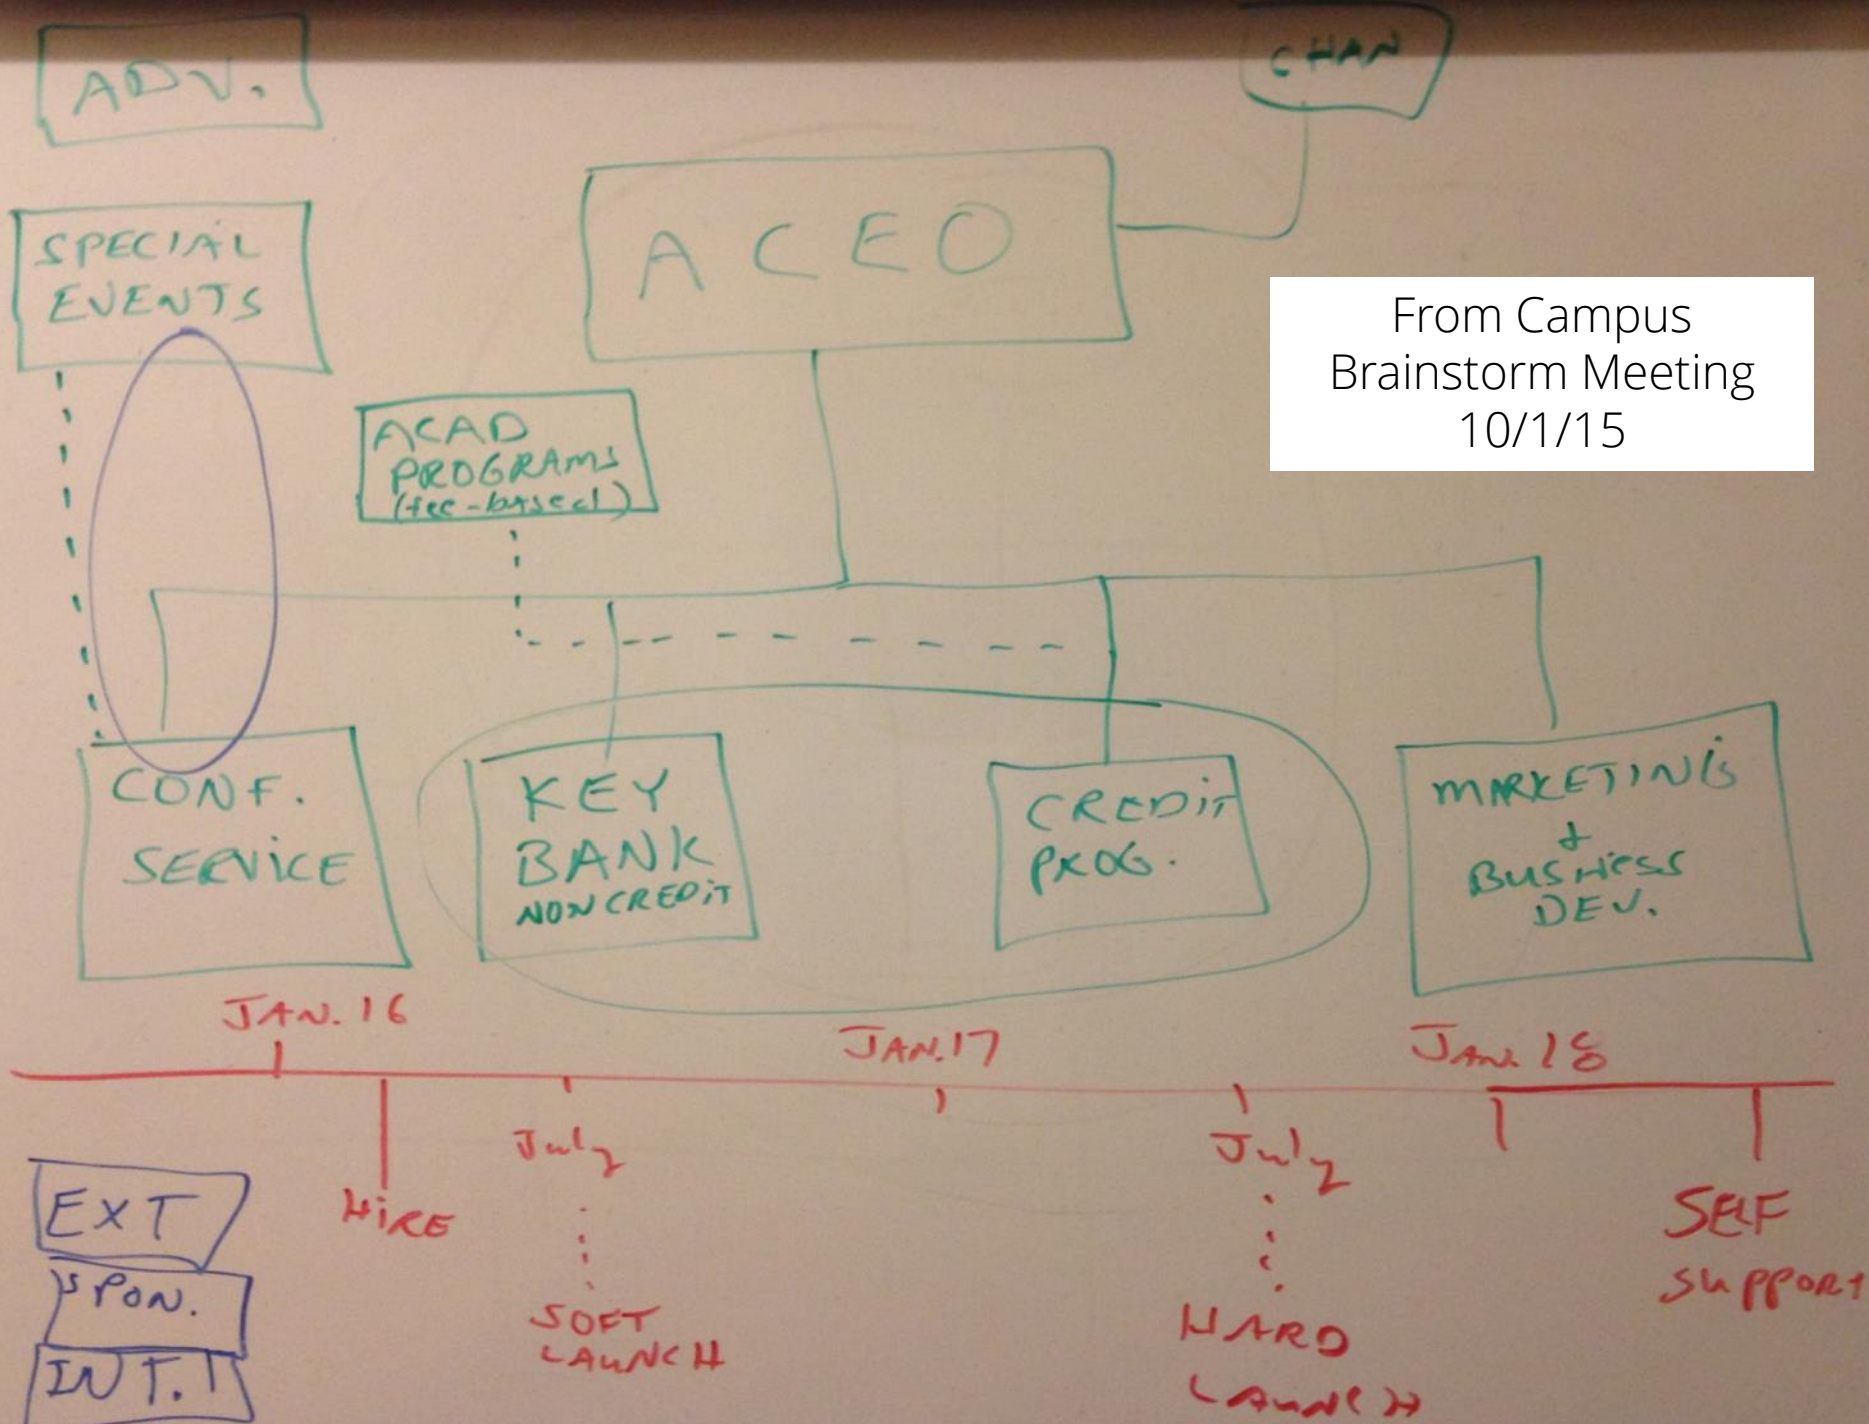 ADV.
CHAN
SPECIAL
EVENTS
ACEO
From Campus
Brainstorm Meeting
10/1/15
ACAD
PROGRAMS
(fee-based)
CONF.
SERVICE
KEY
BANK
NONCREDIT
CREDIT
PROG.
MARKETING
&
BUSINESS
DEV.
JAN. 16
JAN. 17
JAN. 18
July
July
HIRE
SOFT
LAUNCH
HARD
LAUNCH
SELF
SUPPORT
EXT
SPON.
INT.